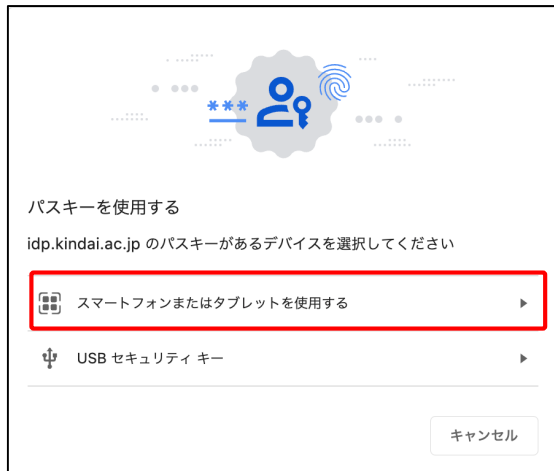 ***
パスキーを使用する
idp.kindai.ac.jp のパスキーがあるデバイスを選択してください
スマートフォンまたはタブレットを使用する
USB セキュリティ キー
キャンセル